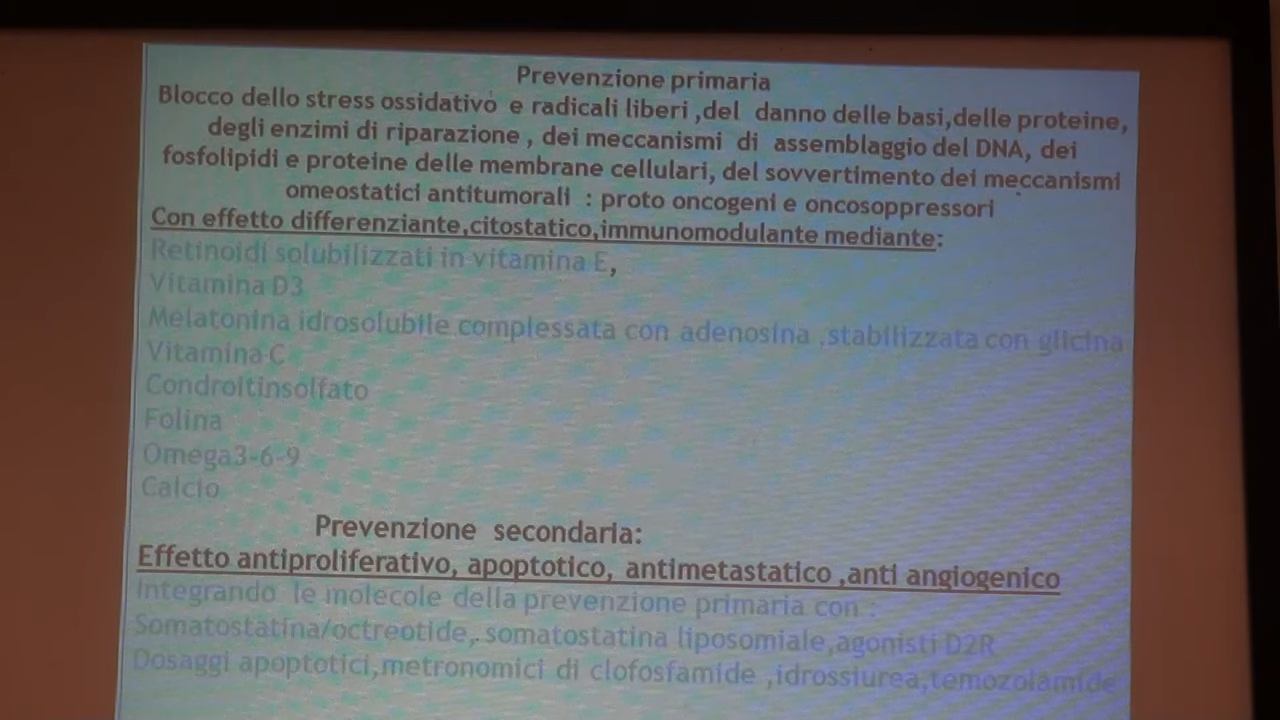 Prevenzione primaria
Blocco dello stress ossidativo e radicali liberi ,del danno delle basi,delle proteine,
degli enzimi di riparazione , dei meccanismi di assemblaggio del DNA, dei
fosfolipidi e proteine delle membrane cellulari, del sovvertimento dei meccanismi
omeostatici antitumorali : proto oncogeni e oncosoppressori
Con effetto differenziante,citostatico,immunomodulante mediante:
Retinoidi solubilizzati in vitamina E,
Vitamina D3
Melatonina idrosolubile complessata con adenosina ,stabilizzata con glicina
Vitamina C
Condroitinsolfato
Folina
Omega3-6-9
Calcio
Prevenzione secondaria:
Effetto antiproliferativo, apoptotico, antimetastatico ,anti angiogenico
Integrando le molecole della prevenzione primaria con :
Somatostatina/octreotide, somatostatina liposomiale,agonisti D2R
Dosaggi apoptotici,metronomici di clofosfamide ,idrossiurea,temozolamide